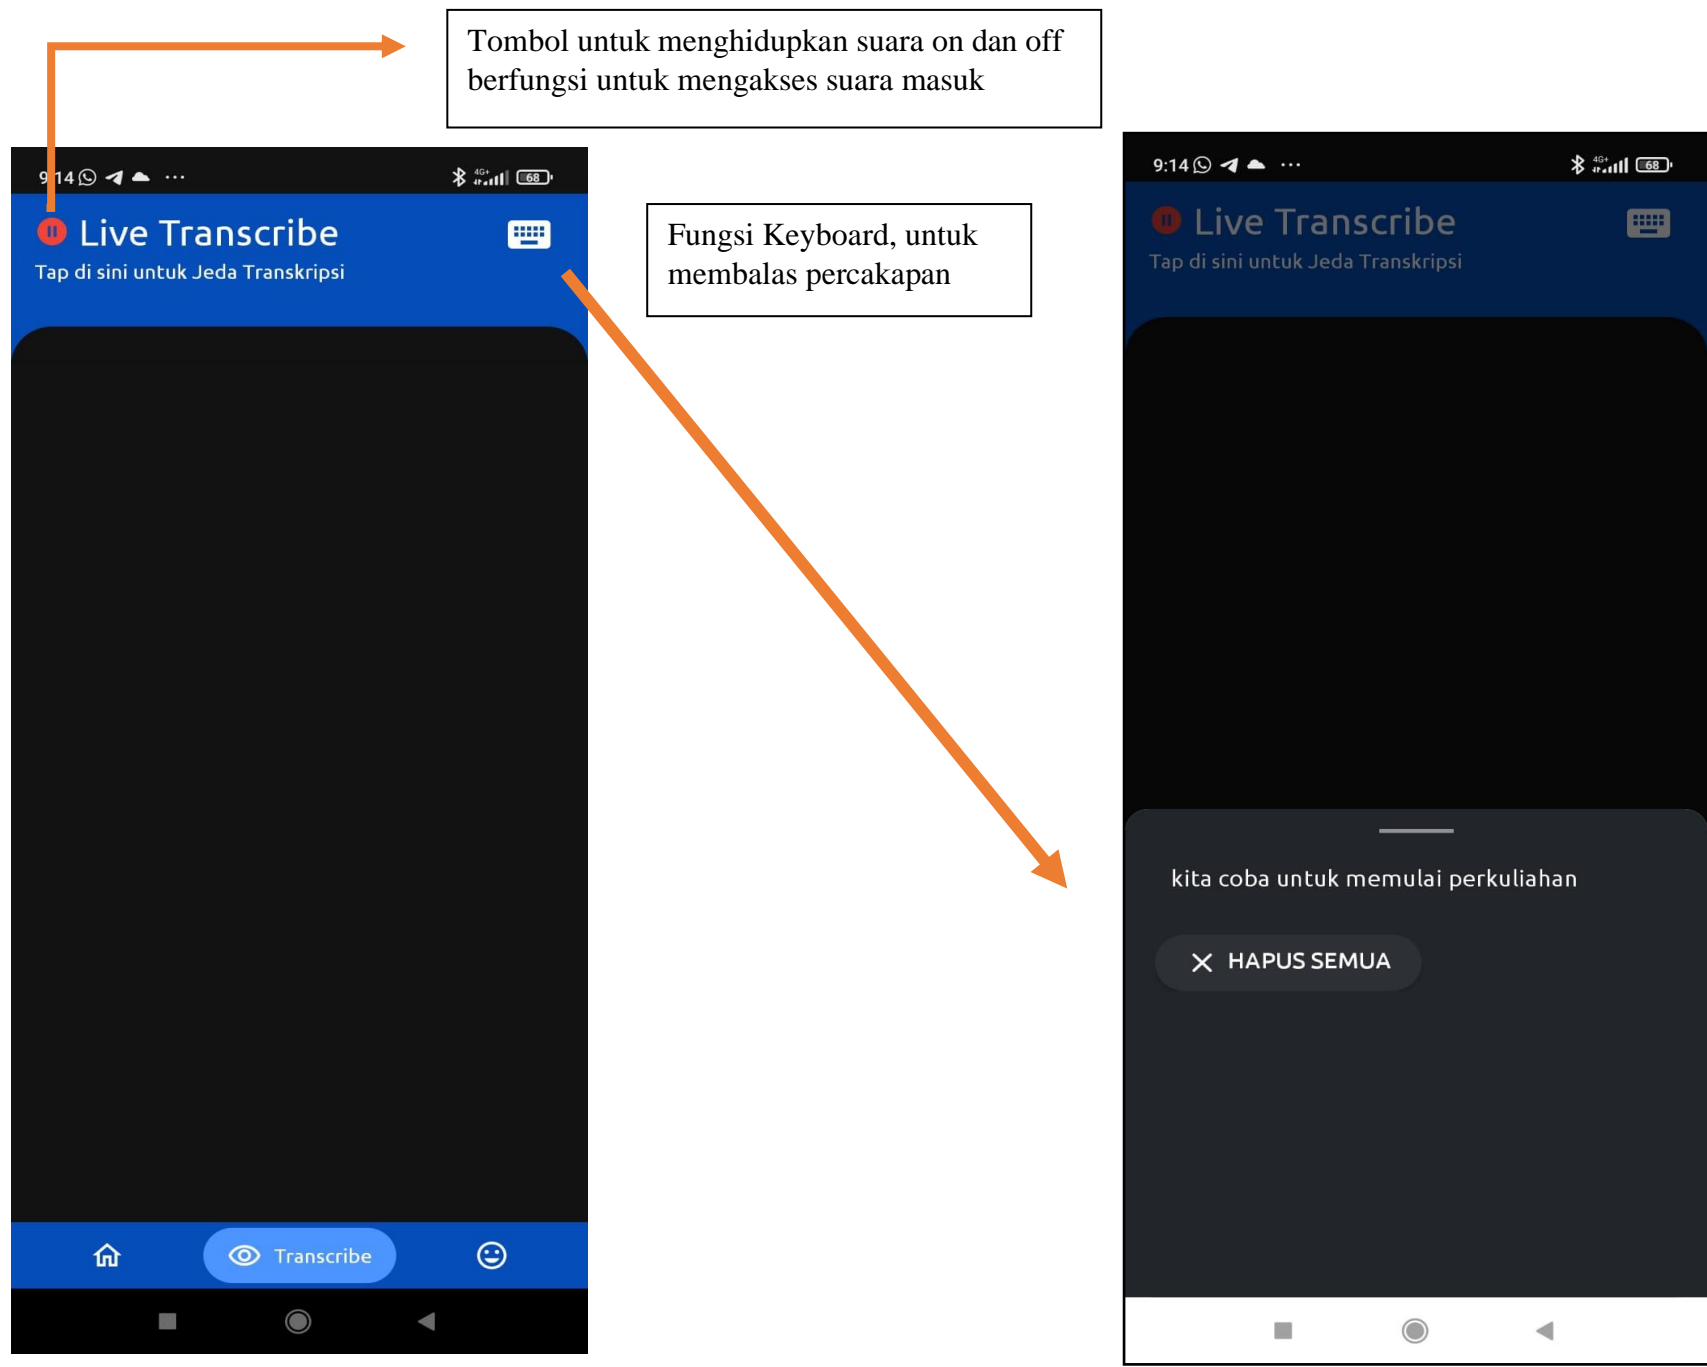 Tombol untuk menghidupkan suara on dan off
berfungsi untuk mengakses suara masuk
9:14
4G+
68
Live Transcribe
Tap di sini untuk Jeda Transkripsi
Fungsi Keyboard, untuk
membalas percakapan
Transcribe
9:14
4G+
68
Live Transcribe
Tap di sini untuk Jeda Transkripsi
kita coba untuk memulai perkuliahan
HAPUS SEMUA